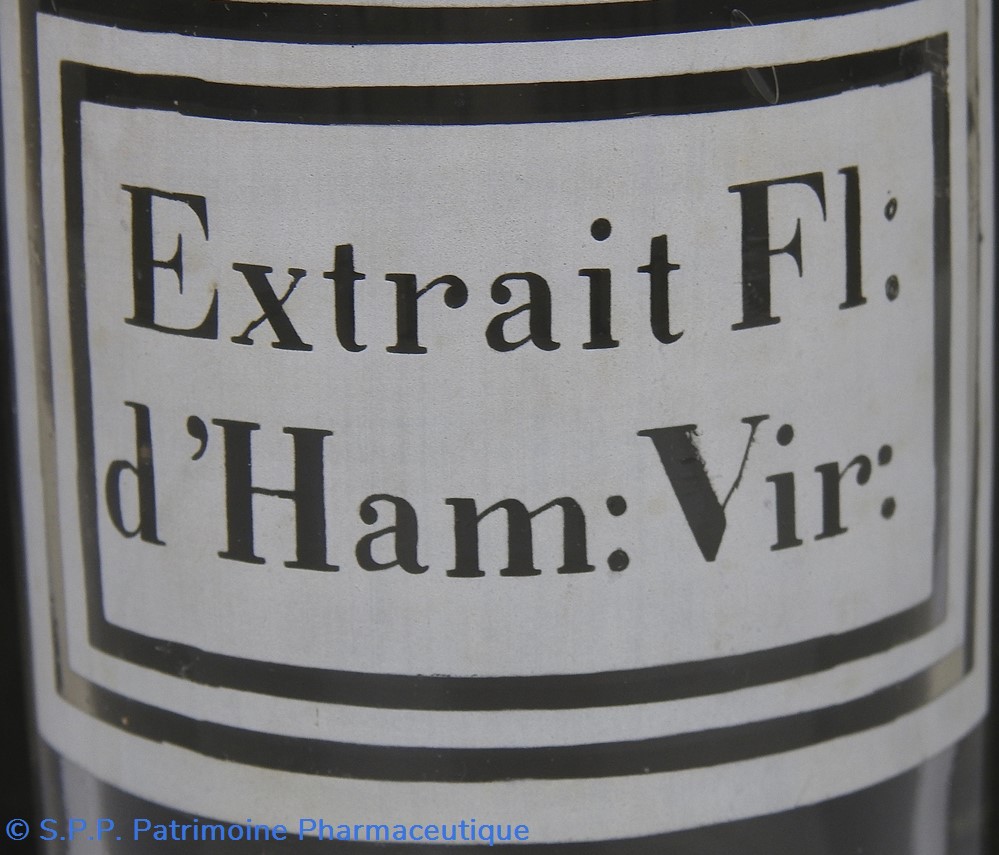 Extrait Fl:
d'Ham: Vir:
© S.P.P. Patrimoine Pharmaceutique